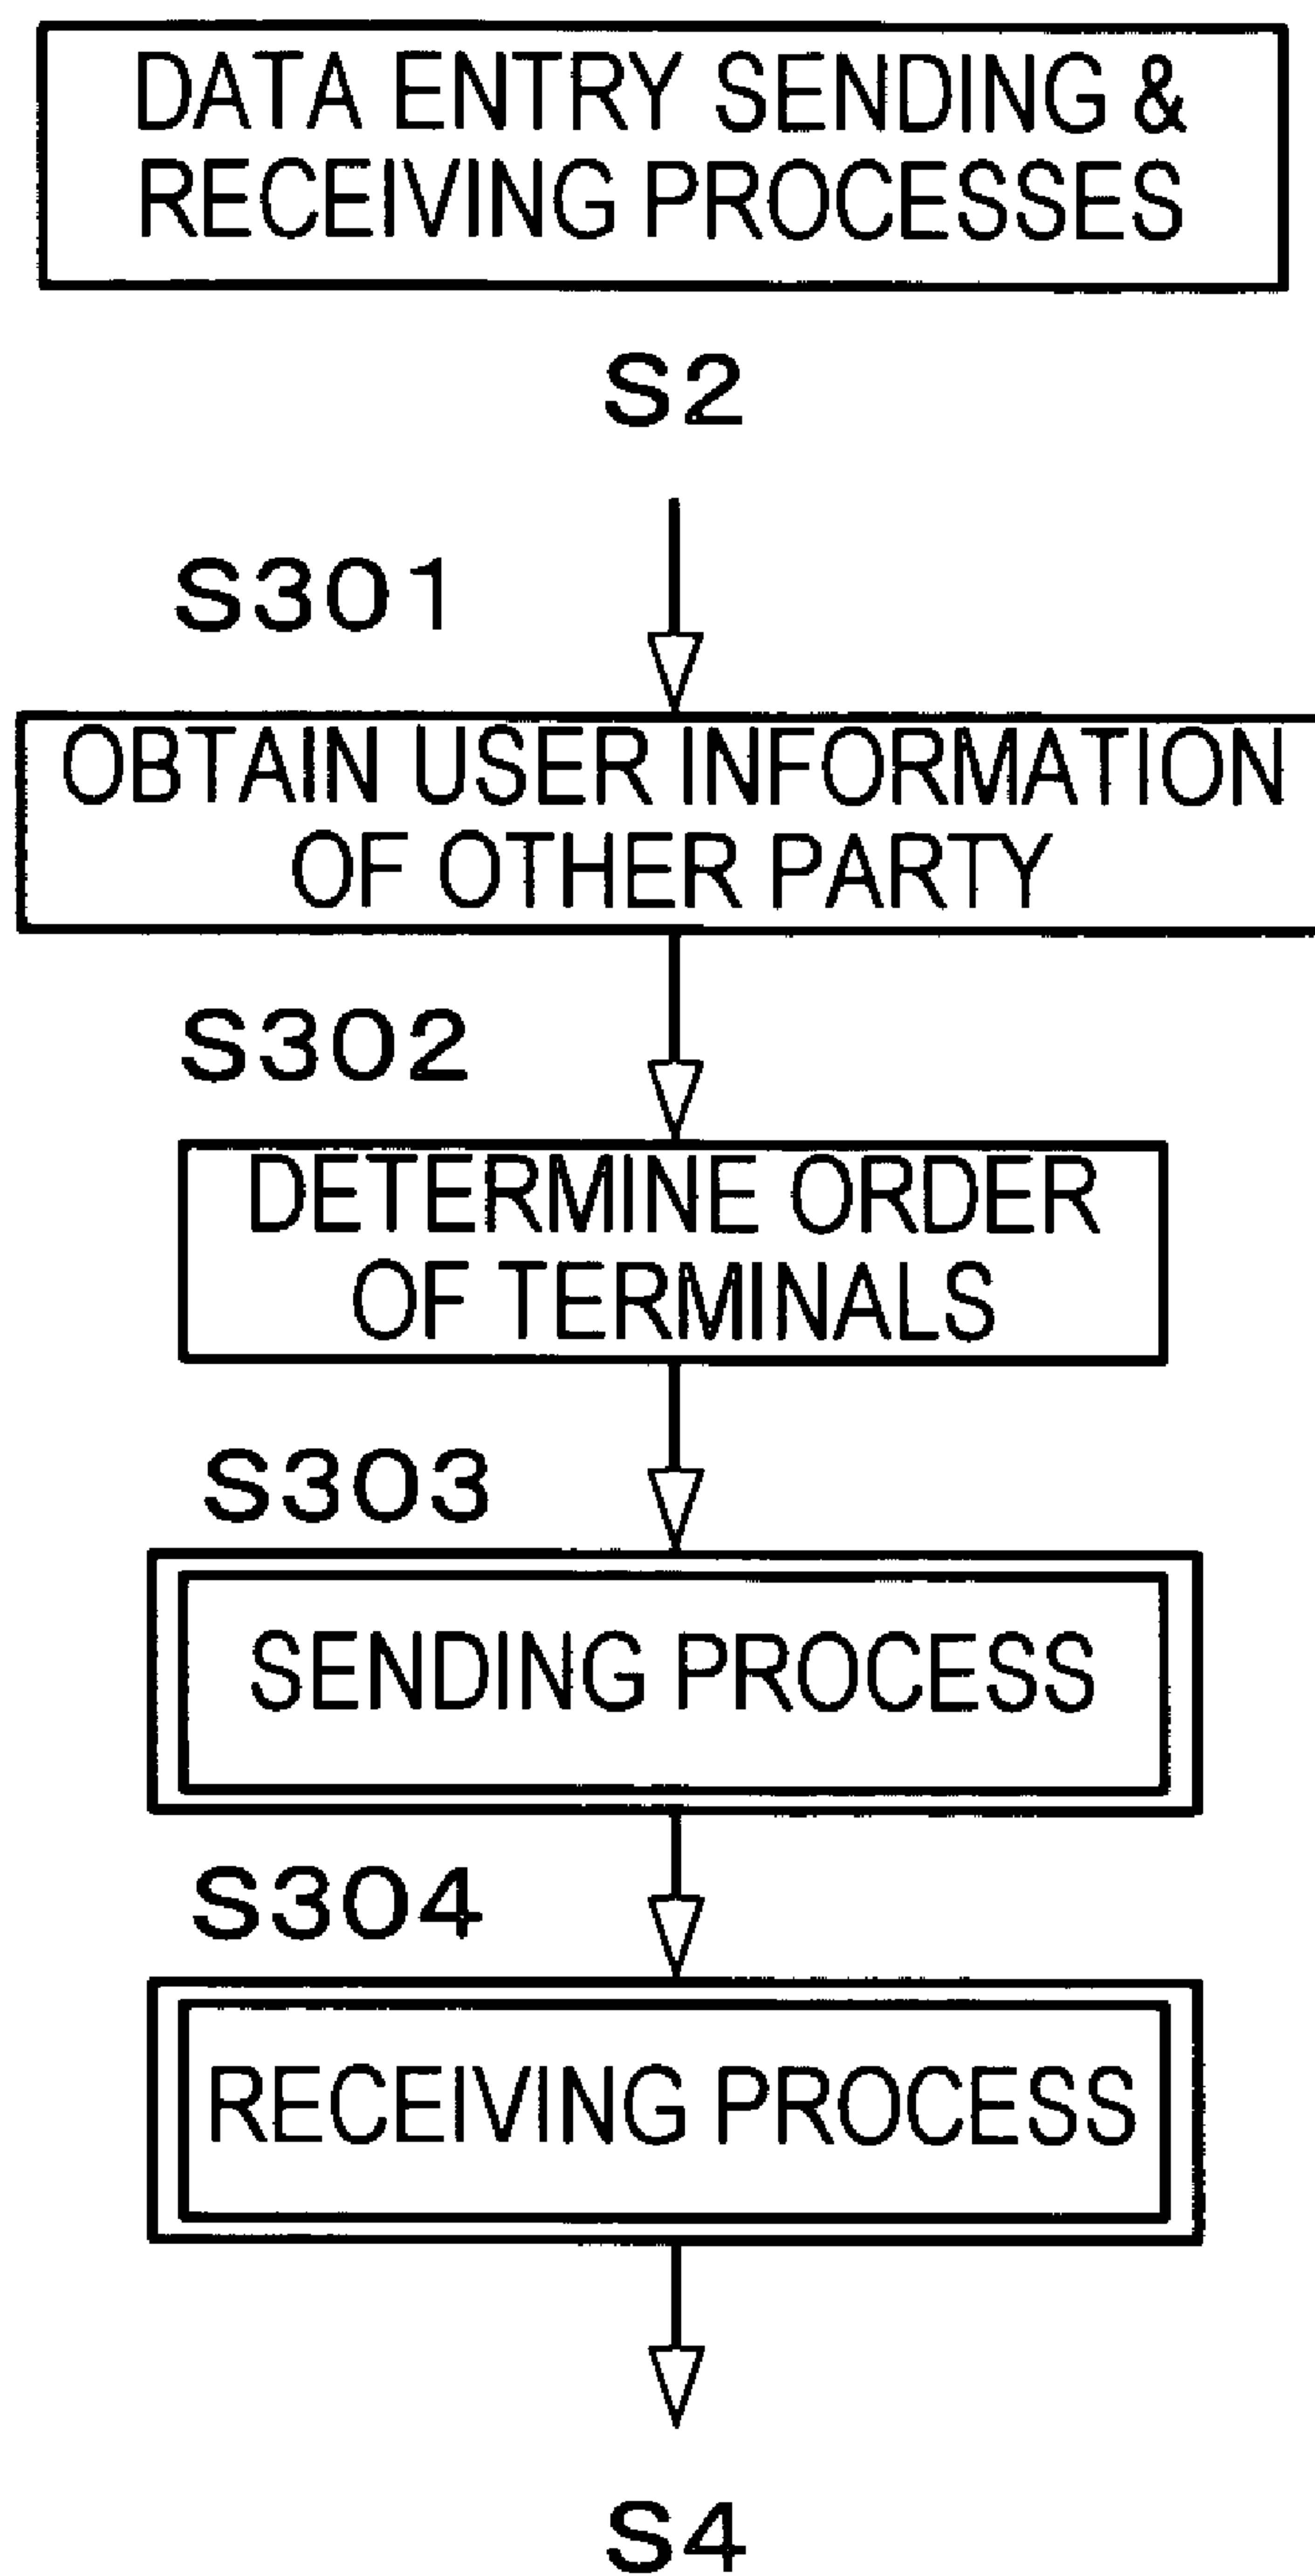 DATA ENTRY SENDING &
RECEIVING PROCESSES
S2
S301
OBTAIN USER INFORMATION
OF OTHER PARTY
S302
DETERMINE ORDER
OF TERMINALS
S303
SENDING PROCESS
S304
RECEIVING PROCESS
S4